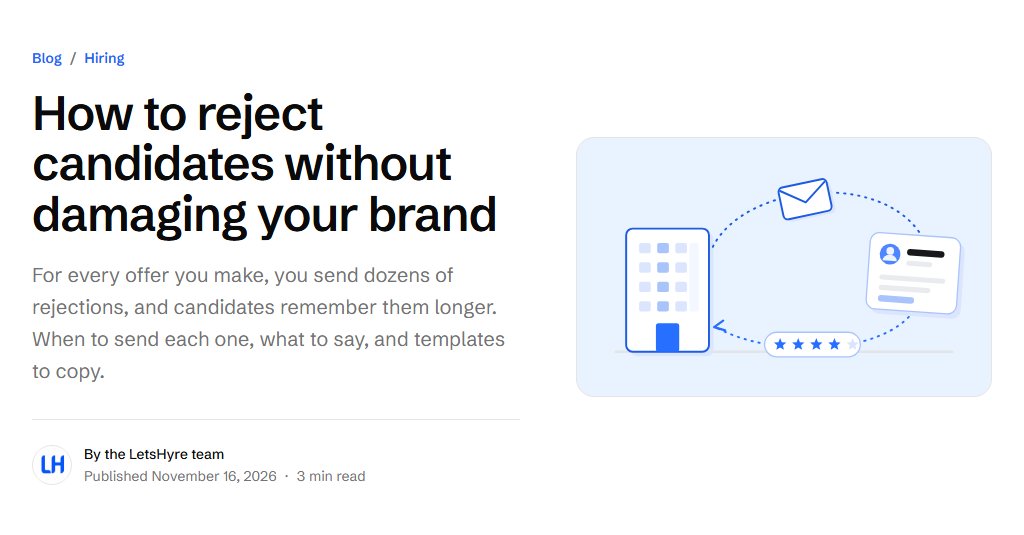 Blog / Hiring
How to reject
candidates without
damaging your brand
For every offer you make, you send dozens of
rejections, and candidates remember them longer.
When to send each one, what to say, and templates
to copy.
LH
By the LetsHyre team
Published November 16, 2026 · 3 min read